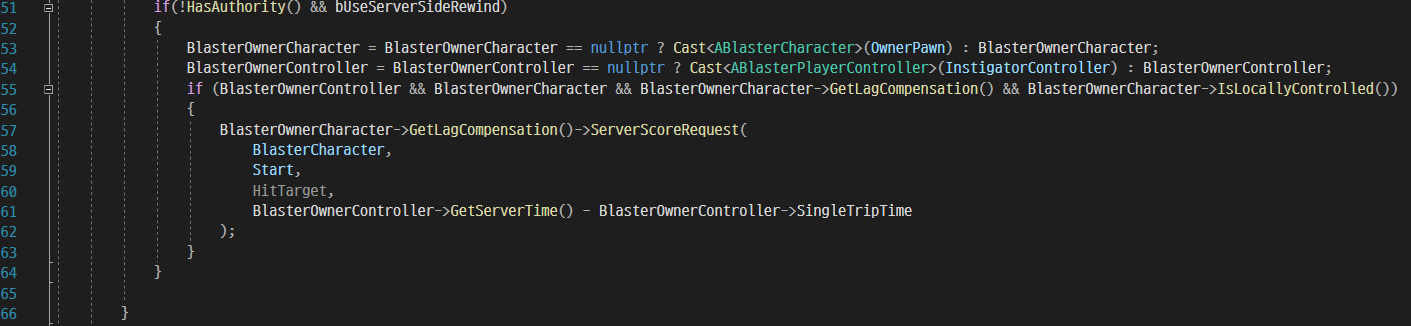 51 if(!HasAuthority() && bUseServerSideRewind)
52 {
53 BlasterOwnerCharacter = BlasterOwnerCharacter == nullptr ? Cast<ABlasterCharacter>(OwnerPawn) : BlasterOwnerCharacter;
54 BlasterOwnerController = BlasterOwnerController == nullptr ? Cast<ABlasterPlayerController>(InstigatorController) : BlasterOwnerController;
55 if (BlasterOwnerController && BlasterOwnerCharacter && BlasterOwnerCharacter->GetLagCompensation() && BlasterOwnerCharacter->IsLocallyControlled())
56 {
57 BlasterOwnerCharacter->GetLagCompensation()->ServerScoreRequest(
58 BlasterCharacter,
59 Start,
60 HitTarget,
61 BlasterOwnerController->GetServerTime() - BlasterOwnerController->SingleTripTime
62 );
63 }
64 }
65
66 }